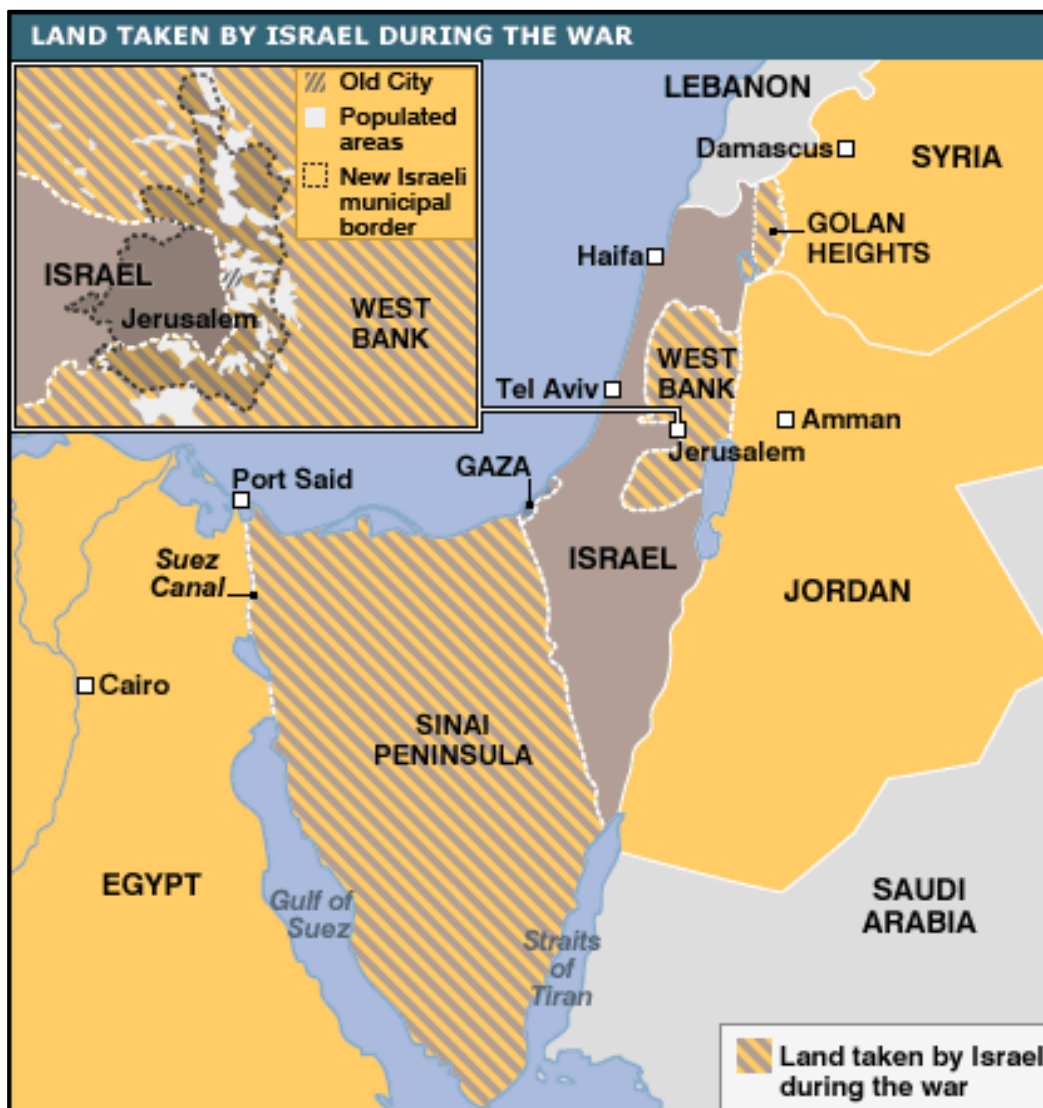 LAND TAKEN BY ISRAEL DURING THE WAR
Old City
Populated
areas
New Israeli
municipal
border
ISRAEL
Jerusalem
WEST
BANK
LEBANON
Damascus
SYRIA
GOLAN
HEIGHTS
Haifa
WEST
BANK
Tel Aviv
Amman
Jerusalem
GAZA
Port Said
Suez
Canal
ISRAEL
JORDAN
Cairo
SINAI
PENINSULA
EGYPT
Gulf of
Suez
Straits
of
Tiran
SAUDI
ARABIA
Land taken by Israel
during the war